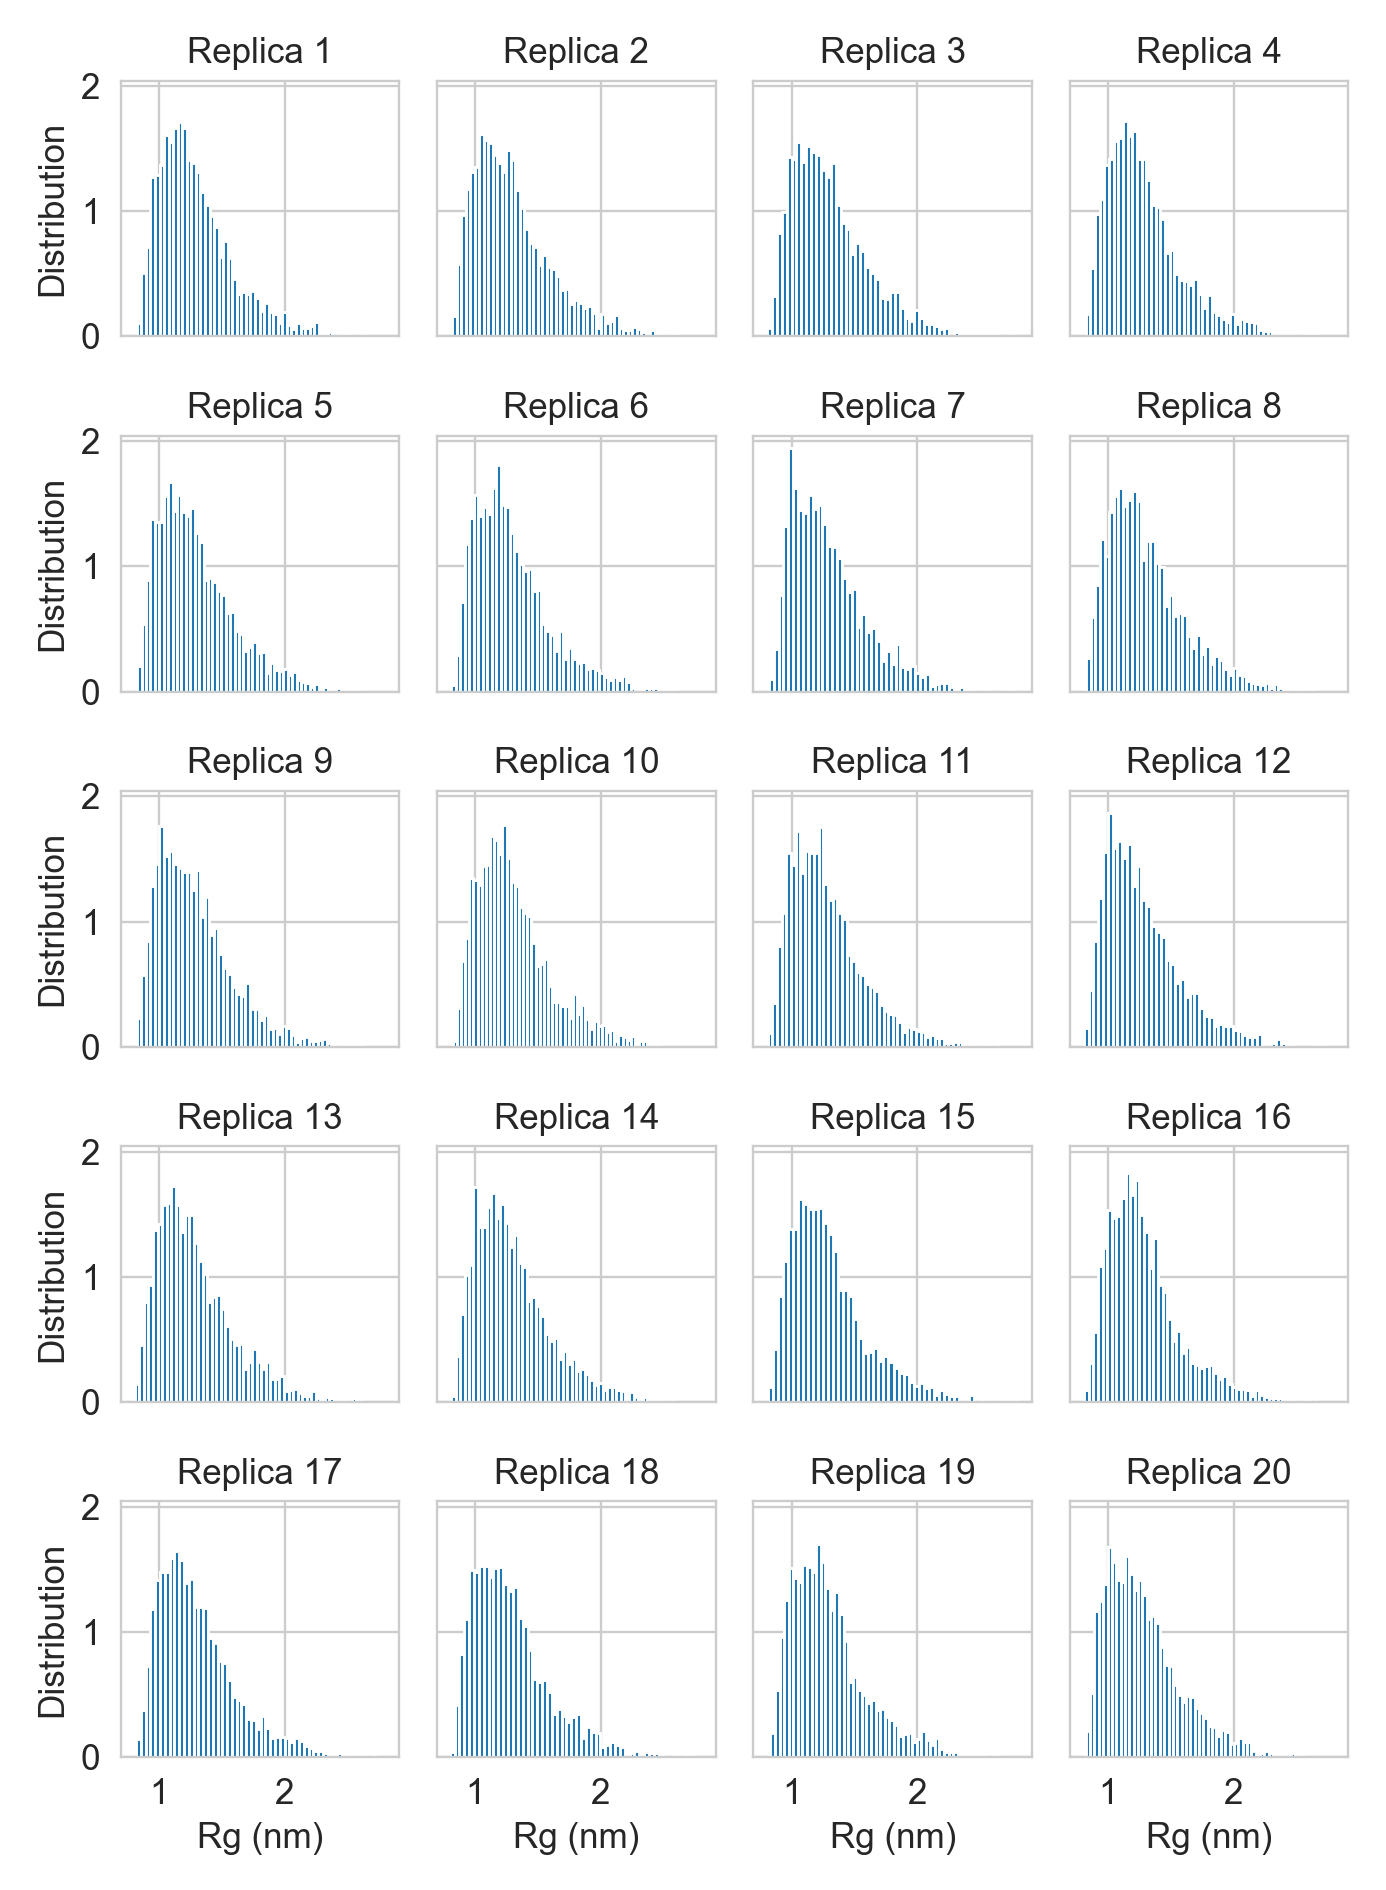 Replica 1 Replica 2 Replica 3 Replica 4
2
1
0
Distribution
Replica 5 Replica 6 Replica 7 Replica 8
2
1
0
Distribution
Replica 9 Replica 10 Replica 11 Replica 12
2
1
0
Distribution
Replica 13 Replica 14 Replica 15 Replica 16
2
1
0
Distribution
Replica 17 Replica 18 Replica 19 Replica 20
2
1
0
Distribution
1 2 1 2 1 2 1 2
Rg (nm) Rg (nm) Rg (nm) Rg (nm)